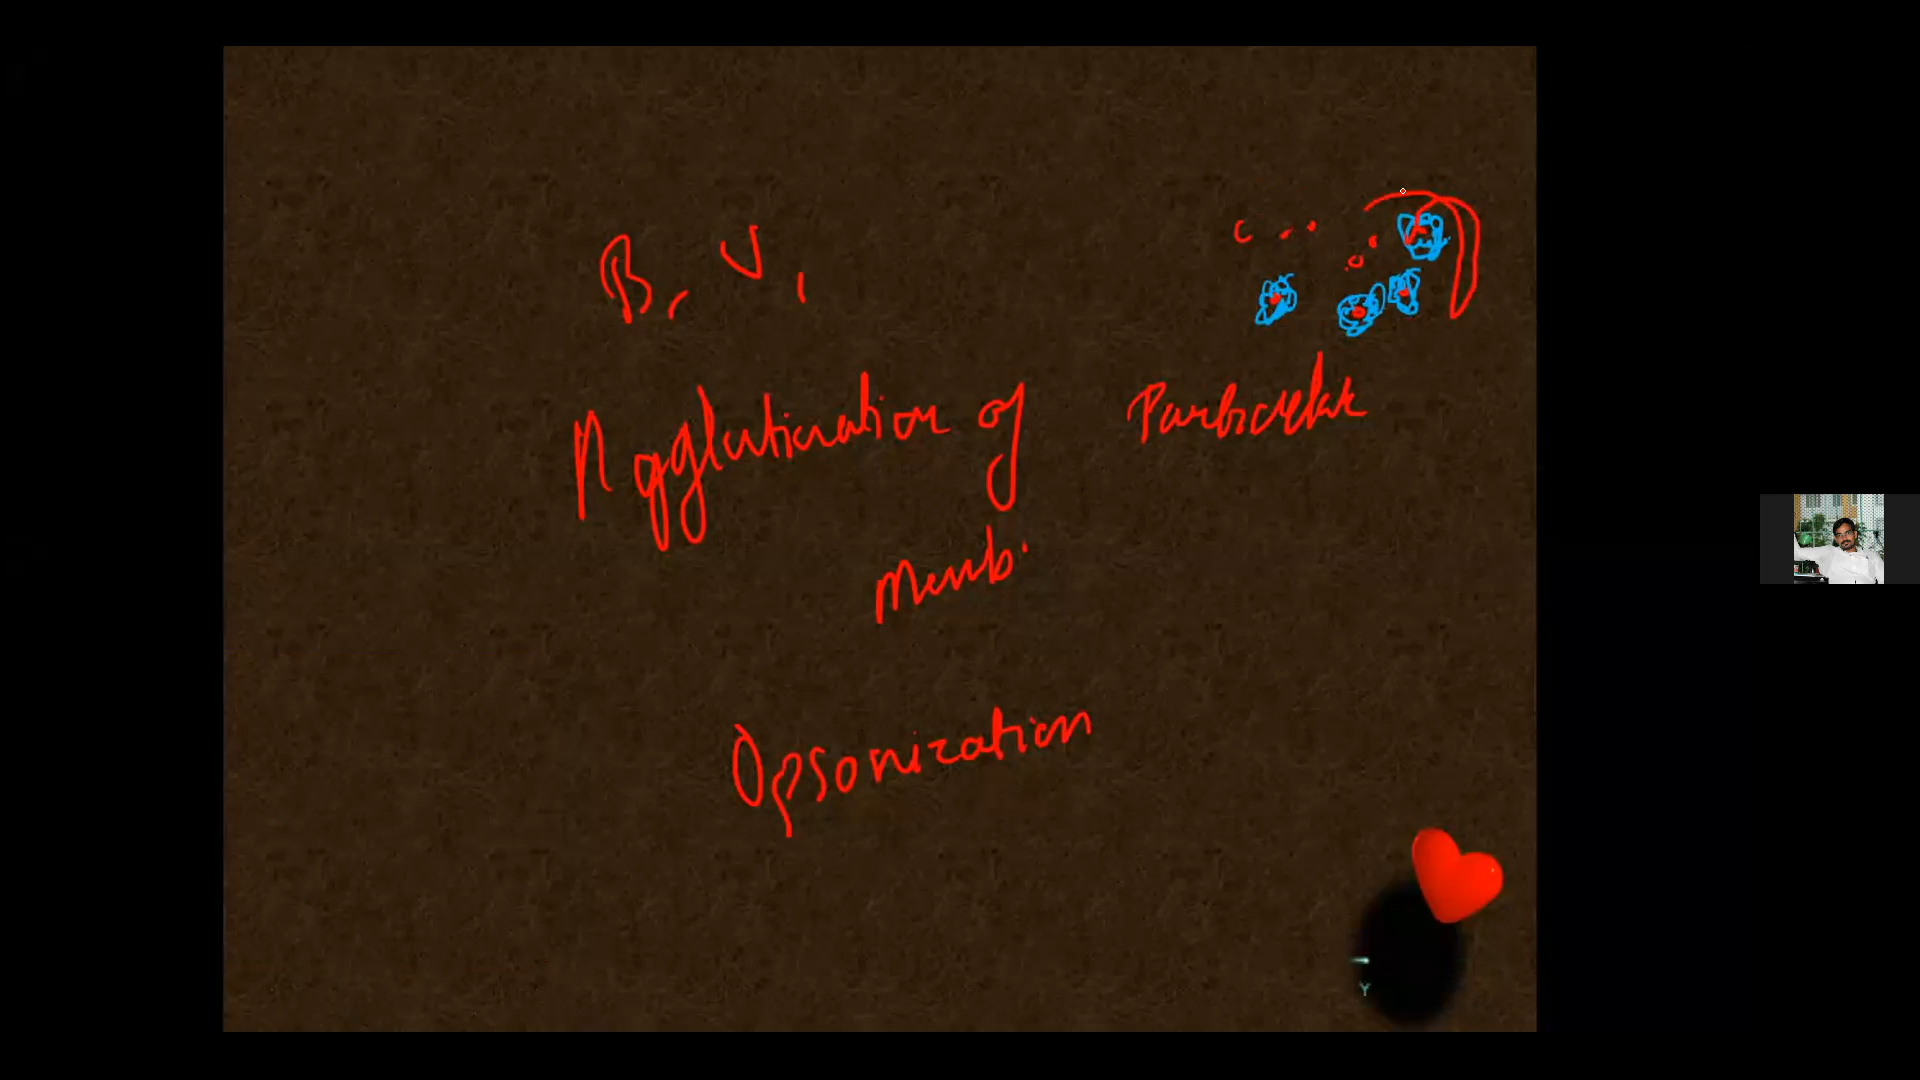 B, V,
Agglutination of Particulate
Memb.
Opsonization
Y